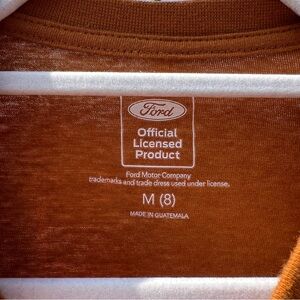 Ford
Official
Licensed
Product
Ford Motor Company
trademarks and trade dress used under license.
M (8)
MADE IN GUATEMALA